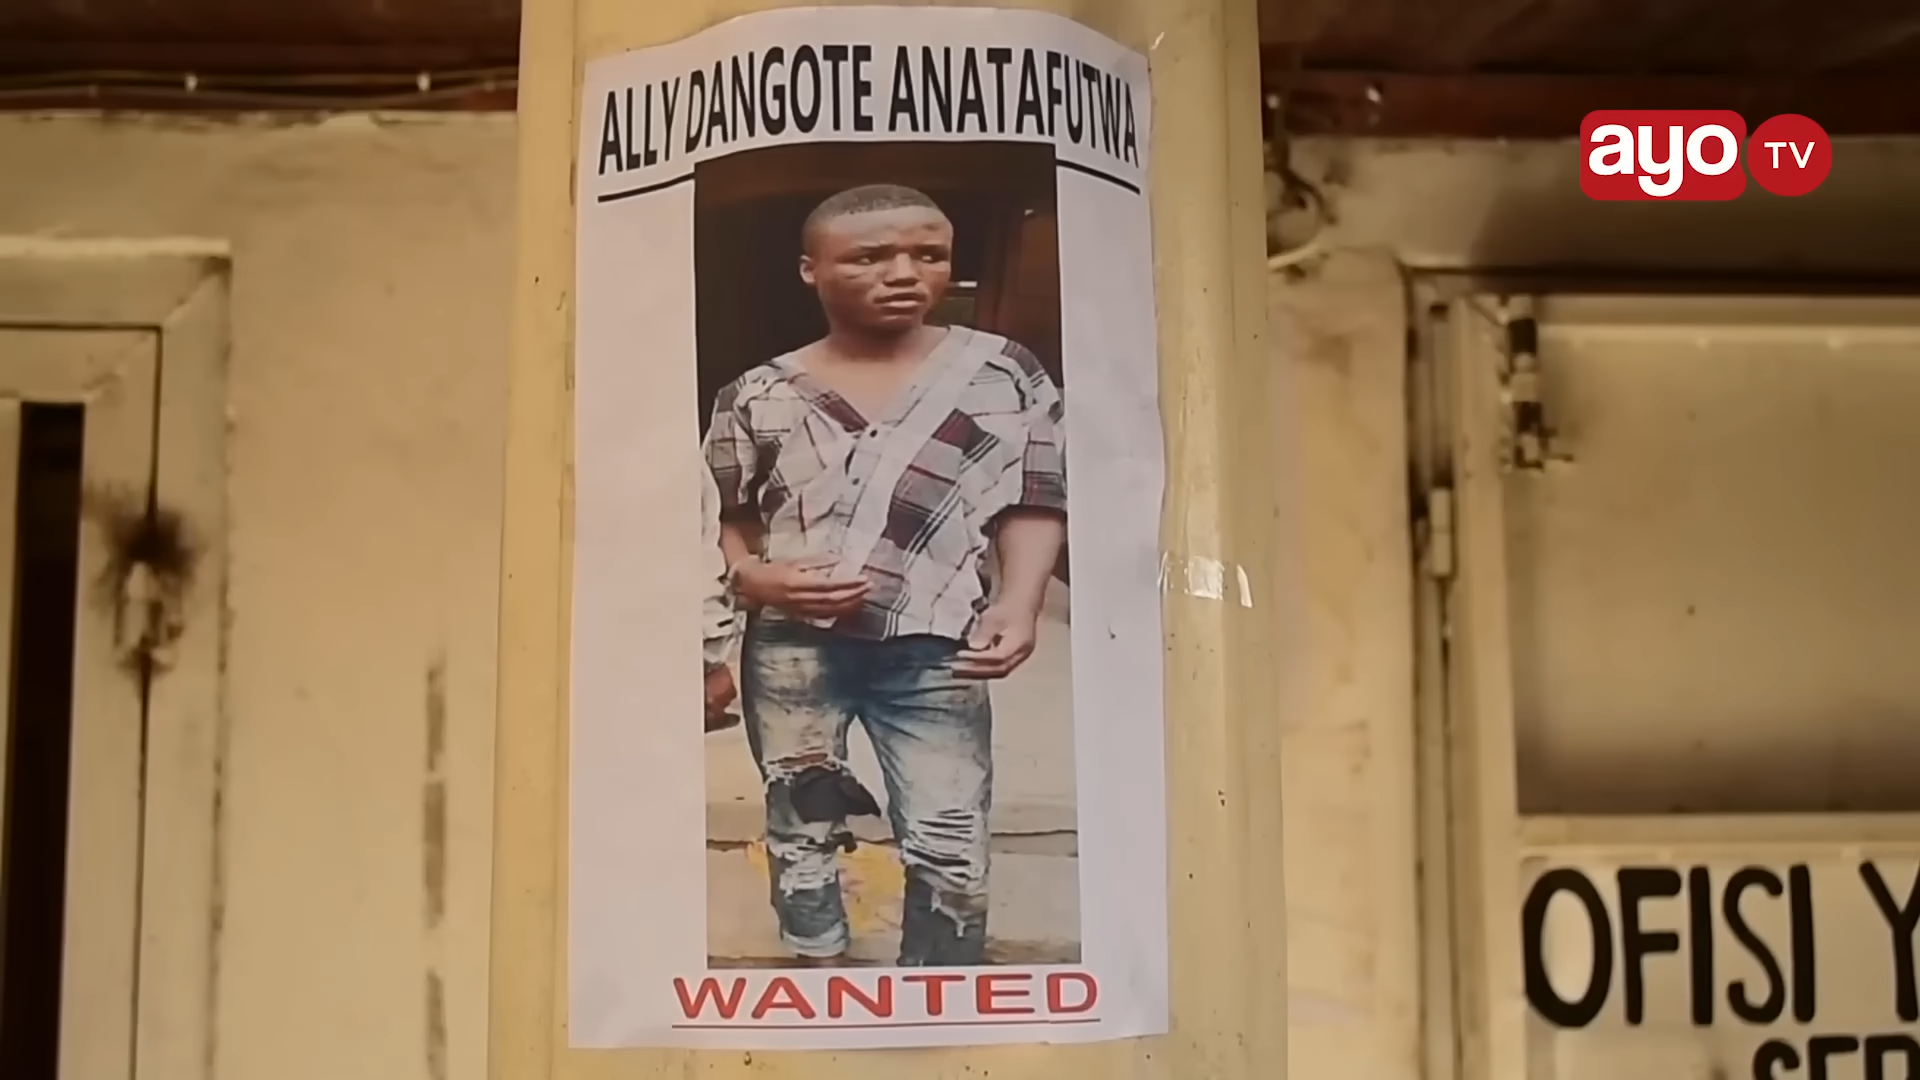 ALLY DANGOTE ANATAFUTWA
WANTED
ayo TV
OFISI Y